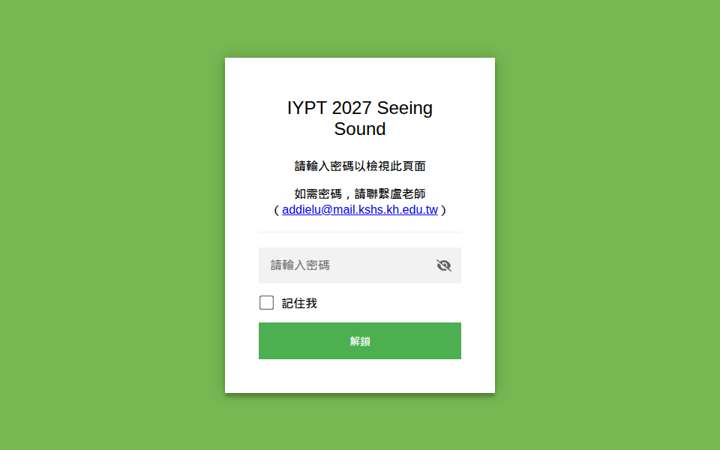 IYPT 2027 Seeing
Sound
請輸入密碼以檢視此頁面
如需密碼，請聯繫盧老師
（addielu@mail.kshs.kh.edu.tw）
請輸入密碼
記住我
解鎖